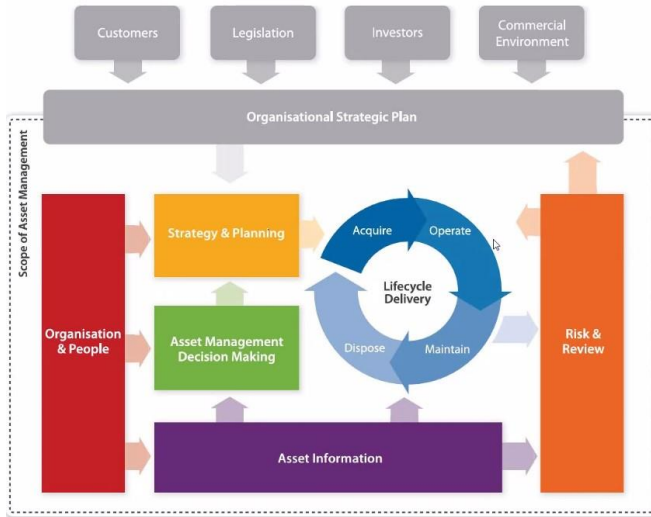 Customers
Legislation
Investors
Commercial
Environment
Organisational Strategic Plan
Scope of Asset Management
Strategy & Planning
Acquire
Operate
Lifecycle
Delivery
Organisation
& People
Asset Management
Decision Making
Dispose
Maintain
Risk &
Review
Asset Information